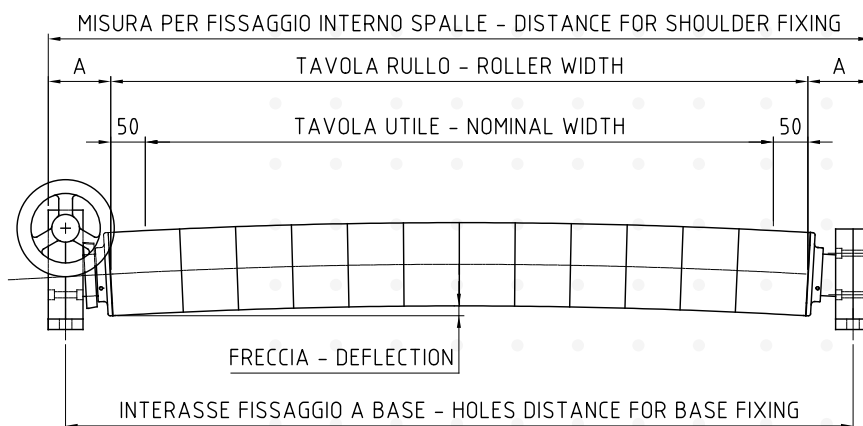 MISURA PER FISSAGGIO INTERNO SPALLE - DISTANCE FOR SHOULDER FIXING
A TAVOLA RULLO - ROLLER WIDTH A
50 TAVOLA UTILE - NOMINAL WIDTH 50
FRECCIA - DEFLECTION
INTERASSE FISSAGGIO A BASE - HOLES DISTANCE FOR BASE FIXING